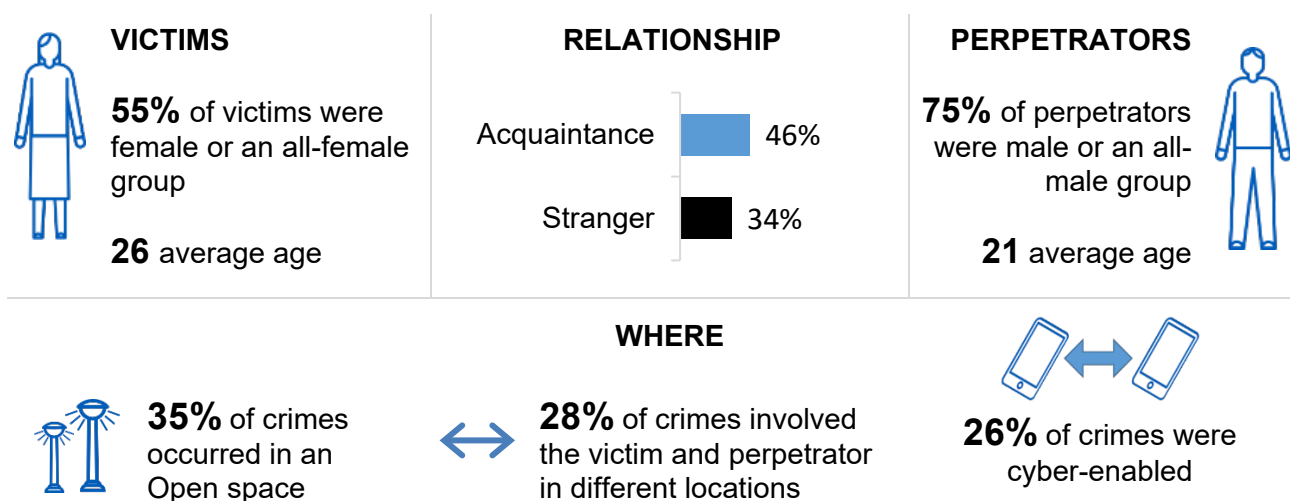 VICTIMS
55% of victims were
female or an all-female
group
26 average age
RELATIONSHIP
Acquaintance 46%
Stranger 34%
PERPETRATORS
75% of perpetrators
were male or an all-
male group
21 average age
WHERE
35% of crimes
occurred in an
Open space
28% of crimes involved
the victim and perpetrator
in different locations
26% of crimes were
cyber-enabled